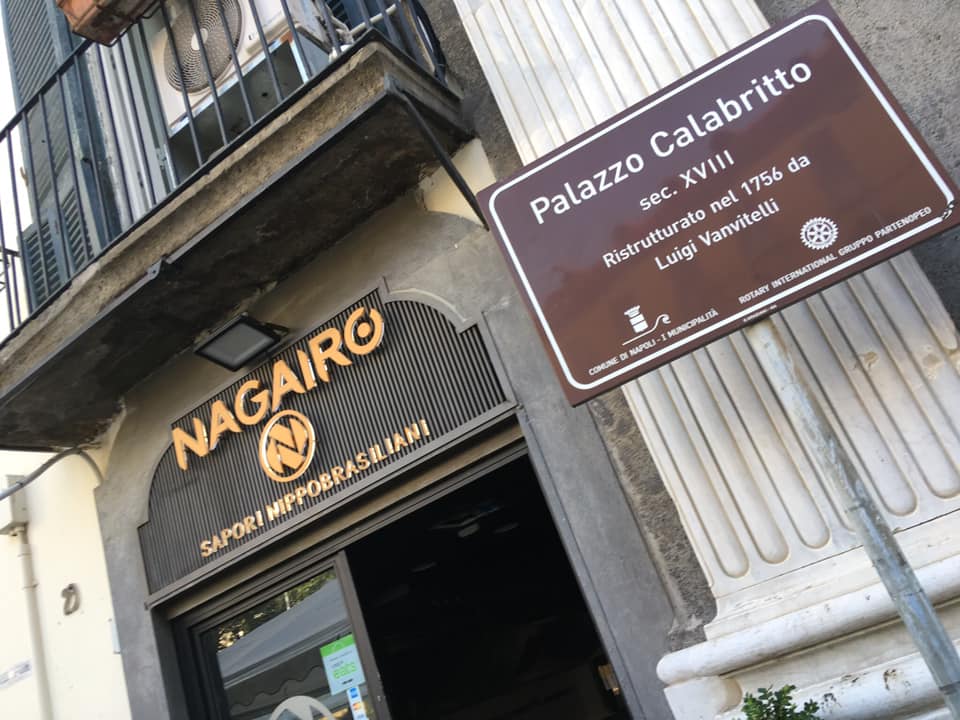 Palazzo Calabritto
sec. XVIII
Ristrutturato nel 1756 da
Luigi Vanvitelli
COMUNE DI NAPOLI - I MUNICIPALITÀ
ROTARY INTERNATIONAL GRUPPO PARTENOPEO
NAGAIRO
N
SAPORI NIPPOBRASILIANI
eats